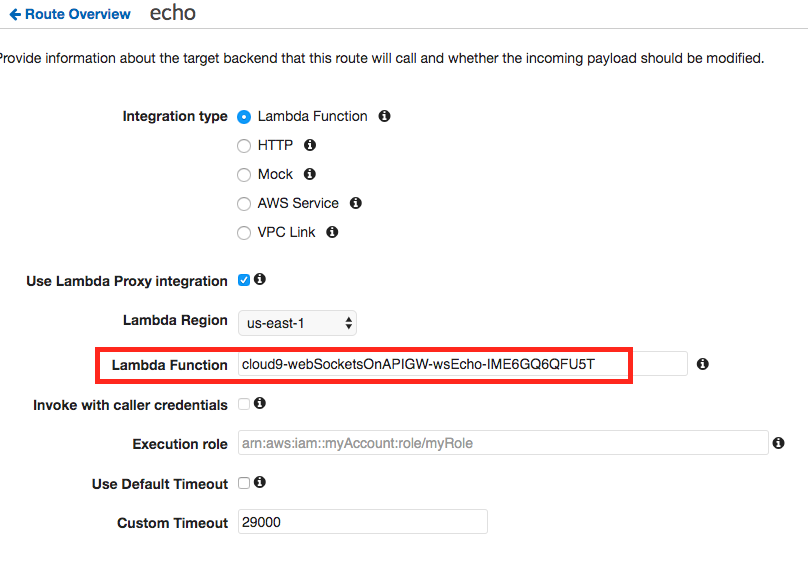 Route Overview echo
Provide information about the target backend that this route will call and whether the incoming payload should be modified.
Integration type Lambda Function
HTTP
Mock
AWS Service
VPC Link
Use Lambda Proxy integration
Lambda Region us-east-1
Lambda Function cloud9-webSocketsOnAPIGW-wsEcho-IME6GQ6QFU5T
Invoke with caller credentials
Execution role arn:aws:iam::myAccount:role/myRole
Use Default Timeout
Custom Timeout 29000